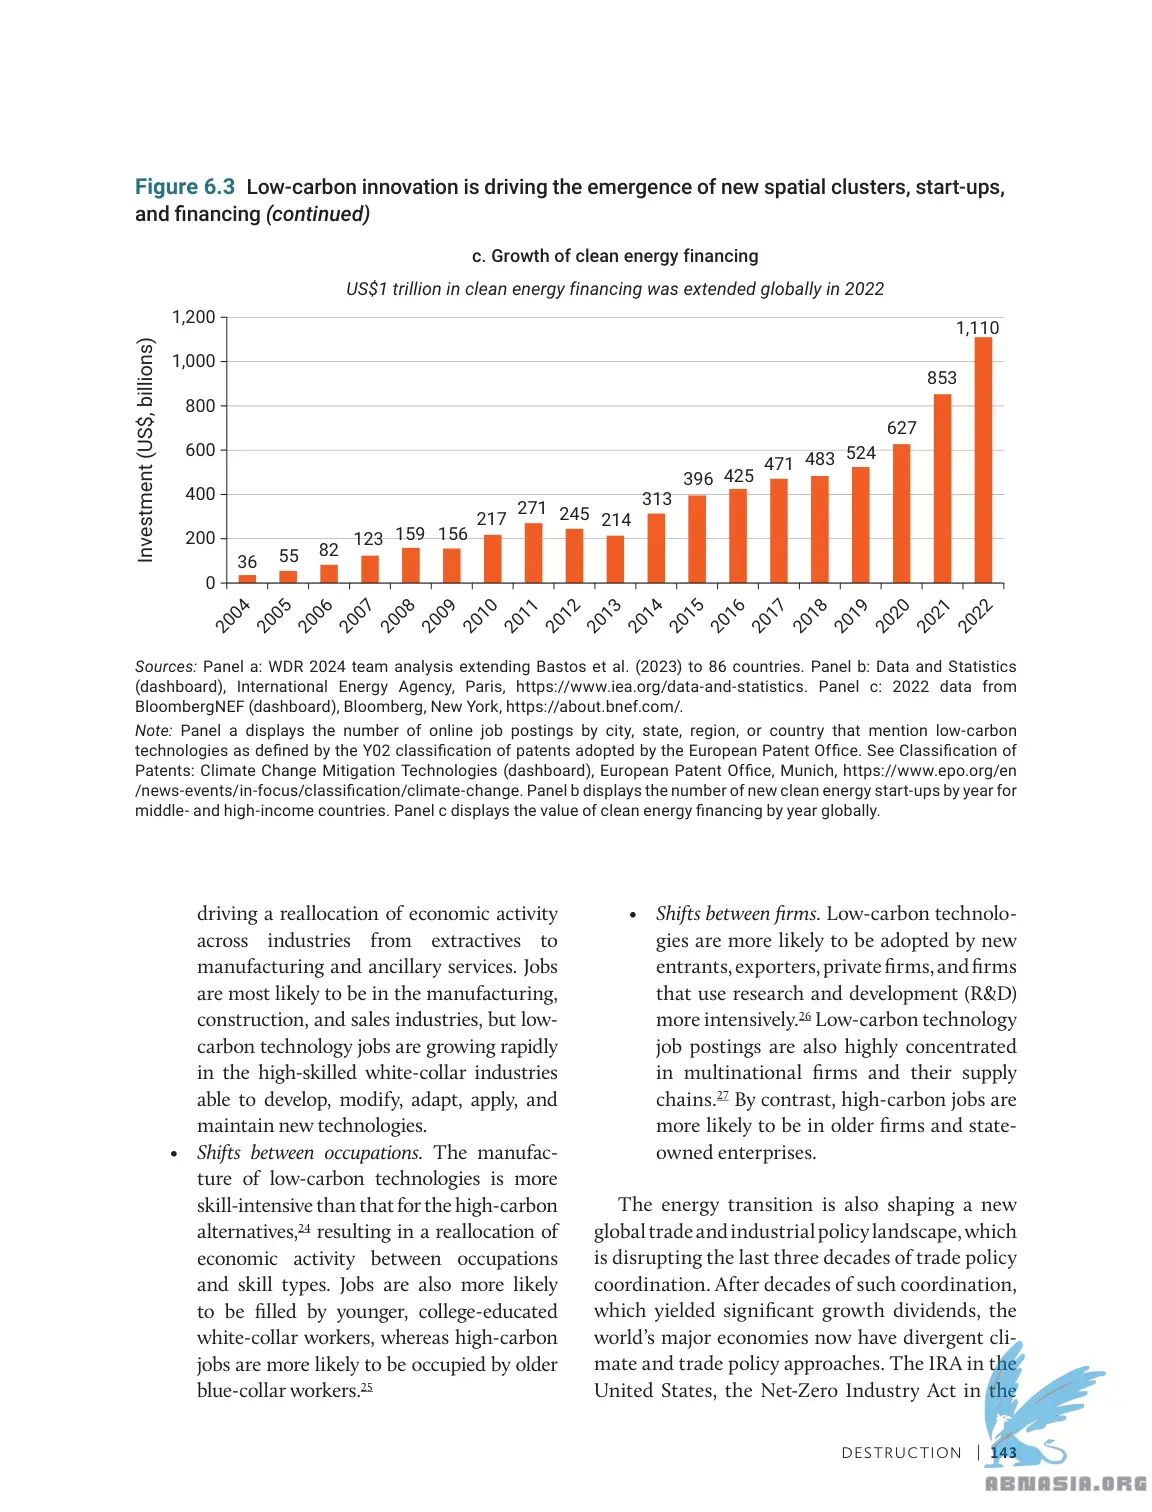 Figure 6.3 Low-carbon innovation is driving the emergence of new spatial clusters, start-ups,
and financing (continued)
c. Growth of clean energy financing
US$1 trillion in clean energy financing was extended globally in 2022
Investment (US$, billions)
1,200
1,000
800
600
400
200
0
36
55
82
123
159
156
217
271
245
214
313
396
425
471
483
524
627
853
1,110
2004
2005
2006
2007
2008
2009
2010
2011
2012
2013
2014
2015
2016
2017
2018
2019
2020
2021
2022
Sources: Panel a: WDR 2024 team analysis extending Bastos et al. (2023) to 86 countries. Panel b: Data and Statistics
(dashboard), International Energy Agency, Paris, https://www.iea.org/data-and-statistics. Panel c: 2022 data from
BloombergNEF (dashboard), Bloomberg, New York, https://about.bnef.com/.
Note: Panel a displays the number of online job postings by city, state, region, or country that mention low-carbon
technologies as defined by the Y02 classification of patents adopted by the European Patent Office. See Classification of
Patents: Climate Change Mitigation Technologies (dashboard), European Patent Office, Munich, https://www.epo.org/en
/news-events/in-focus/classification/climate-change. Panel b displays the number of new clean energy start-ups by year for
middle- and high-income countries. Panel c displays the value of clean energy financing by year globally.
driving a reallocation of economic activity
across industries from extractives to
manufacturing and ancillary services. Jobs
are most likely to be in the manufacturing,
construction, and sales industries, but low-
carbon technology jobs are growing rapidly
in the high-skilled white-collar industries
able to develop, modify, adapt, apply, and
maintain new technologies.
• Shifts between occupations. The manufac-
ture of low-carbon technologies is more
skill-intensive than that for the high-carbon
alternatives,24 resulting in a reallocation of
economic activity between occupations
and skill types. Jobs are also more likely
to be filled by younger, college-educated
white-collar workers, whereas high-carbon
jobs are more likely to be occupied by older
blue-collar workers.25
• Shifts between firms. Low-carbon technolo-
gies are more likely to be adopted by new
entrants, exporters, private firms, and firms
that use research and development (R&D)
more intensively.26 Low-carbon technology
job postings are also highly concentrated
in multinational firms and their supply
chains.27 By contrast, high-carbon jobs are
more likely to be in older firms and state-
owned enterprises.
The energy transition is also shaping a new
global trade and industrial policy landscape, which
is disrupting the last three decades of trade policy
coordination. After decades of such coordination,
which yielded significant growth dividends, the
world's major economies now have divergent cli-
mate and trade policy approaches. The IRA in the
United States, the Net-Zero Industry Act in the
DESTRUCTION | 143
ABNASIA.ORG